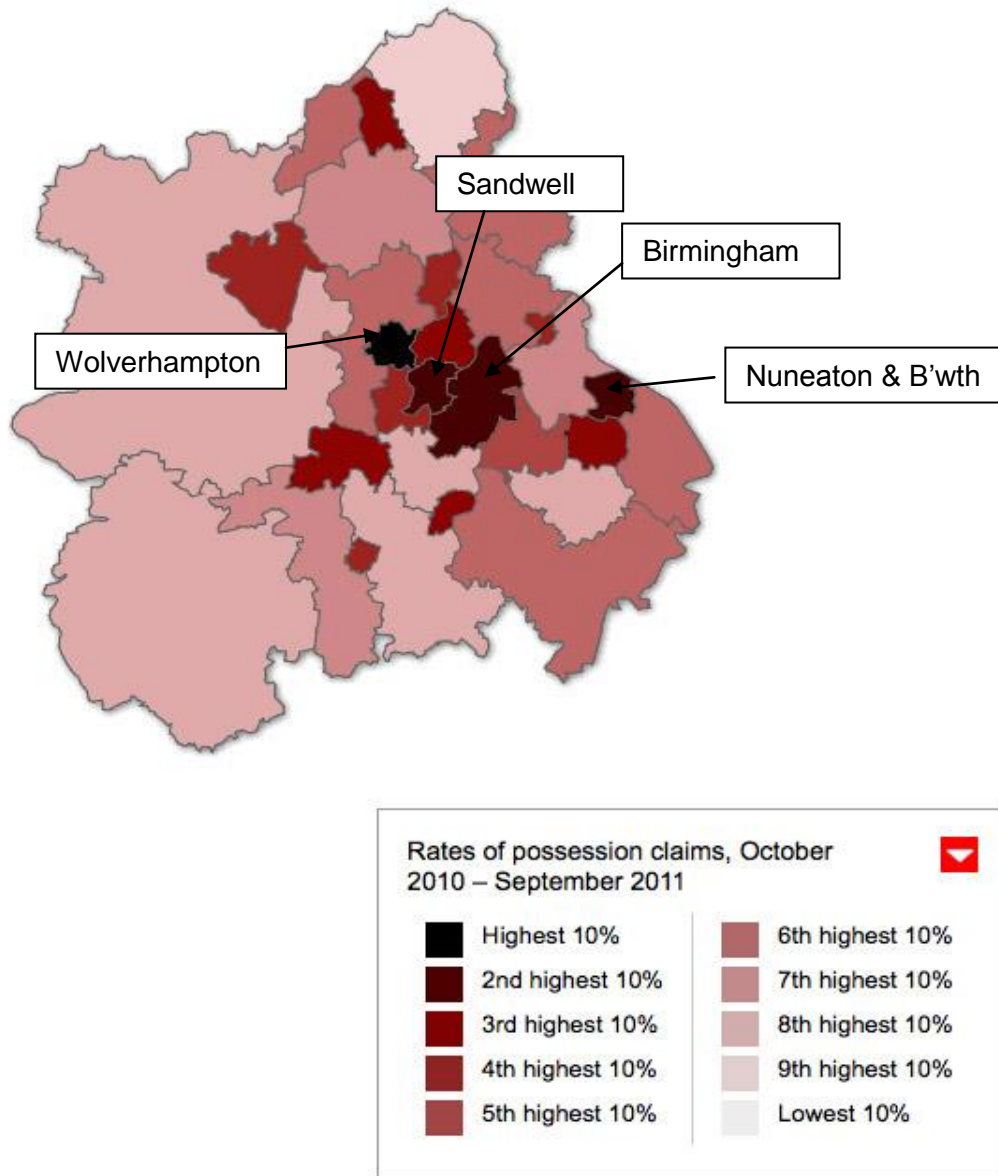 Sandwell
Birmingham
Wolverhampton
Nuneaton & B'wth
Rates of possession claims, October
2010 – September 2011
Highest 10%
2nd highest 10%
3rd highest 10%
4th highest 10%
5th highest 10%
6th highest 10%
7th highest 10%
8th highest 10%
9th highest 10%
Lowest 10%